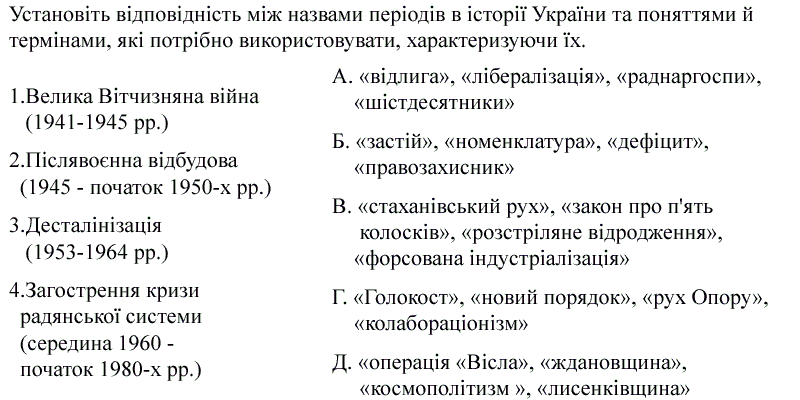 Установіть відповідність між назвами періодів в історії України та поняттями й
термінами, які потрібно використовувати, характеризуючи їх.
1.Велика Вітчизняна війна
(1941-1945 рр.)
2.Післявоєнна відбудова
(1945 - початок 1950-х рр.)
3.Десталінізація
(1953-1964 рр.)
4.Загострення кризи
радянської системи
(середина 1960 -
початок 1980-х рр.)
А. «відлига», «лібералізація», «раднаргоспи»,
«шістдесятники»
Б. «застій», «номенклатура», «дефіцит»,
«правозахисник»
В. «стаханівський рух», «закон про п'ять
колосків», «розстріляне відродження»,
«форсована індустріалізація»
Г. «Голокост», «новий порядок», «рух Опору»,
«колабораціонізм»
Д. «операція «Вісла», «ждановщина»,
«космополітизм », «лисенківщина»